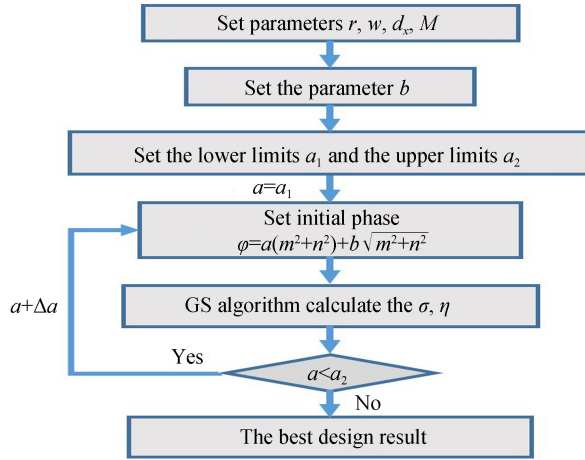 Set parameters r, w, dₓ, M
Set the parameter b
Set the lower limits a₁ and the upper limits a₂
a=a₁
Set initial phase
φ=a(m²+n²)+b√m²+n²
a+Δa
GS algorithm calculate the σ, η
Yes
a<a₂
No
The best design result